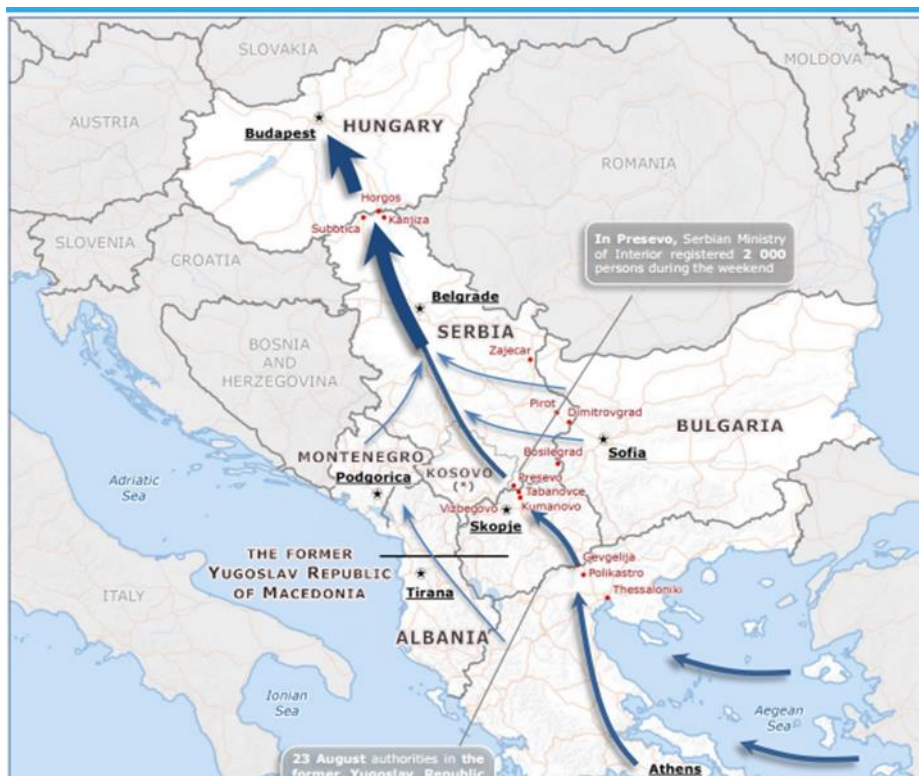 SLOVAKIA
MOLDOVA
AUSTRIA
Budapest
HUNGARY
ROMANIA
Horgos
Subotica
Kanjiza
SLOVENIA
CROATIA
In Presevo, Serbian Ministry
of Interior registered 2 000
persons during the weekend
Belgrade
SERBIA
BOSNIA
AND
HERZEGOVINA
Zajecar
Pirot
Dimitrovgrad
BULGARIA
Sofia
Bosilegrad
MONTENEGRO
Podgorica
KOSOVO
(*)
Presevo
Tabanovce
Kumanovo
Vizbegovo
Skopje
Adriatic
Sea
THE FORMER
YUGOSLAV REPUBLIC
OF MACEDONIA
Gevgelija
Polikastro
Thessaloniki
Tirana
ITALY
ALBANIA
Ionian
Sea
Aegean
Sea
23 August authorities in the
former Yugoslav Republic
Athens